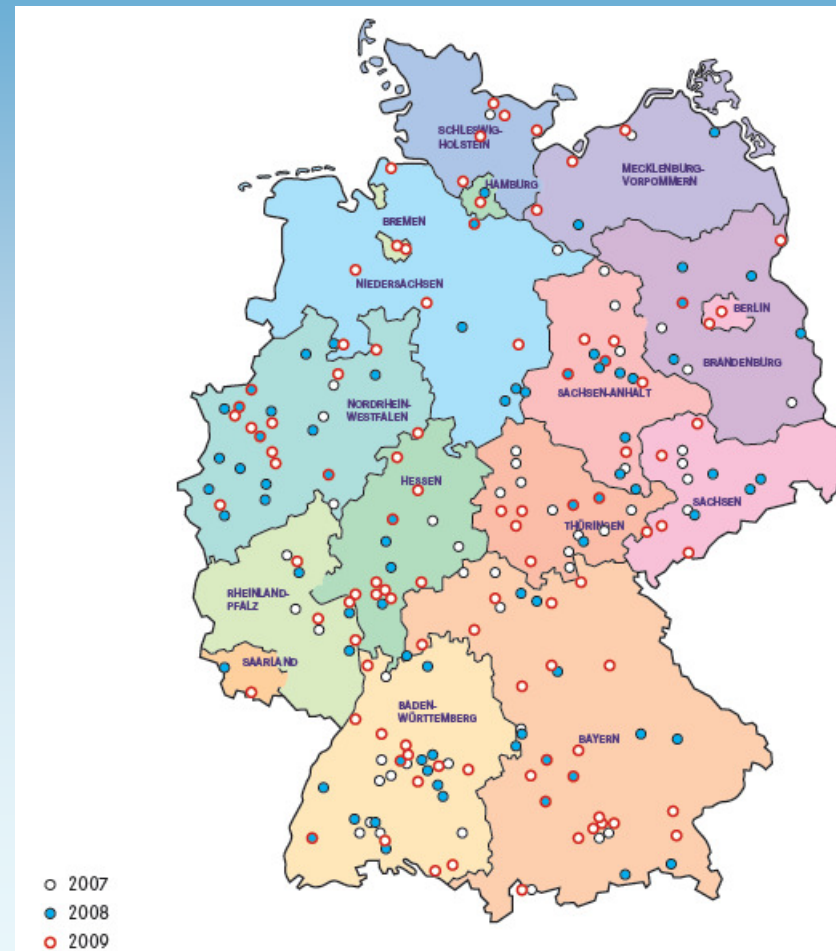 SCHLESWIG-
HOLSTEIN
MECKLENBURG-
VORPOMMERN
HAMBURG
BREMEN
NIEDERSACHSEN
BERLIN
BRANDENBURG
SACHSEN-ANHALT
NORDRHEIN-
WESTFALEN
HESSEN
SACHSEN
THÜRINGEN
RHEINLAND-
PFALZ
SAARLAND
BADEN-
WÜRTTEMBERG
BAYERN
2007
2008
2009